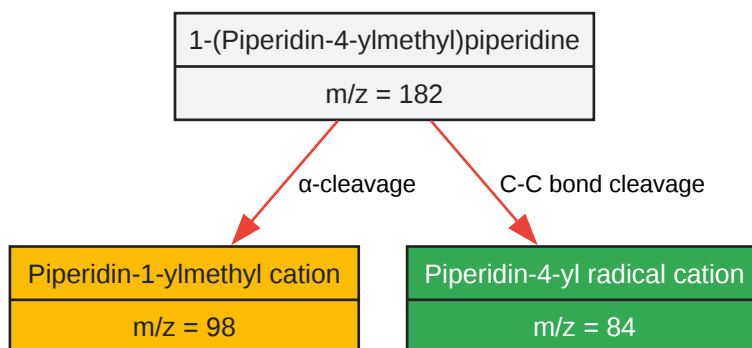 1-(Piperidin-4-ylmethyl)piperidine
m/z = 182
α-cleavage
C-C bond cleavage
Piperidin-1-ylmethyl cation
m/z = 98
Piperidin-4-yl radical cation
m/z = 84